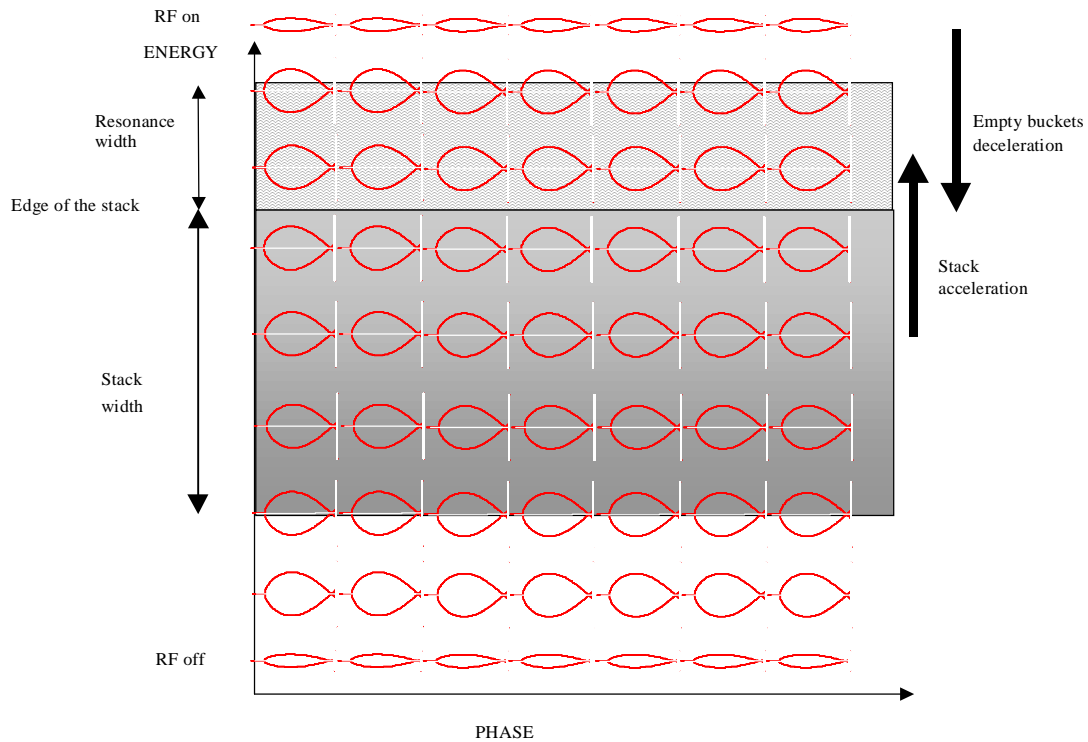 RF on
ENERGY
Resonance
width
Empty buckets
deceleration
Edge of the stack
Stack
acceleration
Stack
width
RF off
PHASE